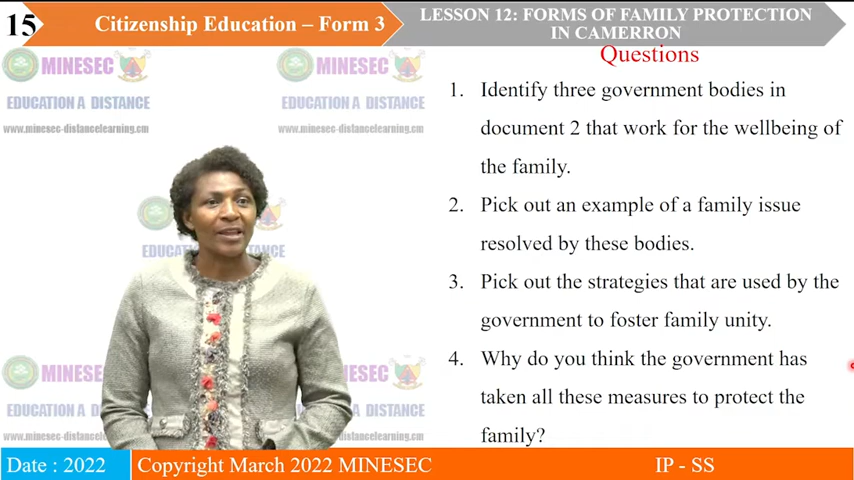 15
Citizenship Education – Form 3
LESSON 12: FORMS OF FAMILY PROTECTION
IN CAMERRON
Questions
MINESEC
EDUCATION A DISTANCE
www.minesec-distancelearning.cm
MINESEC
EDUCATION A DISTANCE
www.minesec-distancelearning.cm
1. Identify three government bodies in
document 2 that work for the wellbeing of
the family.
2. Pick out an example of a family issue
resolved by these bodies.
3. Pick out the strategies that are used by the
government to foster family unity.
4. Why do you think the government has
taken all these measures to protect the
family?
MINESEC
Date : 2022
Copyright March 2022 MINESEC
IP - SS